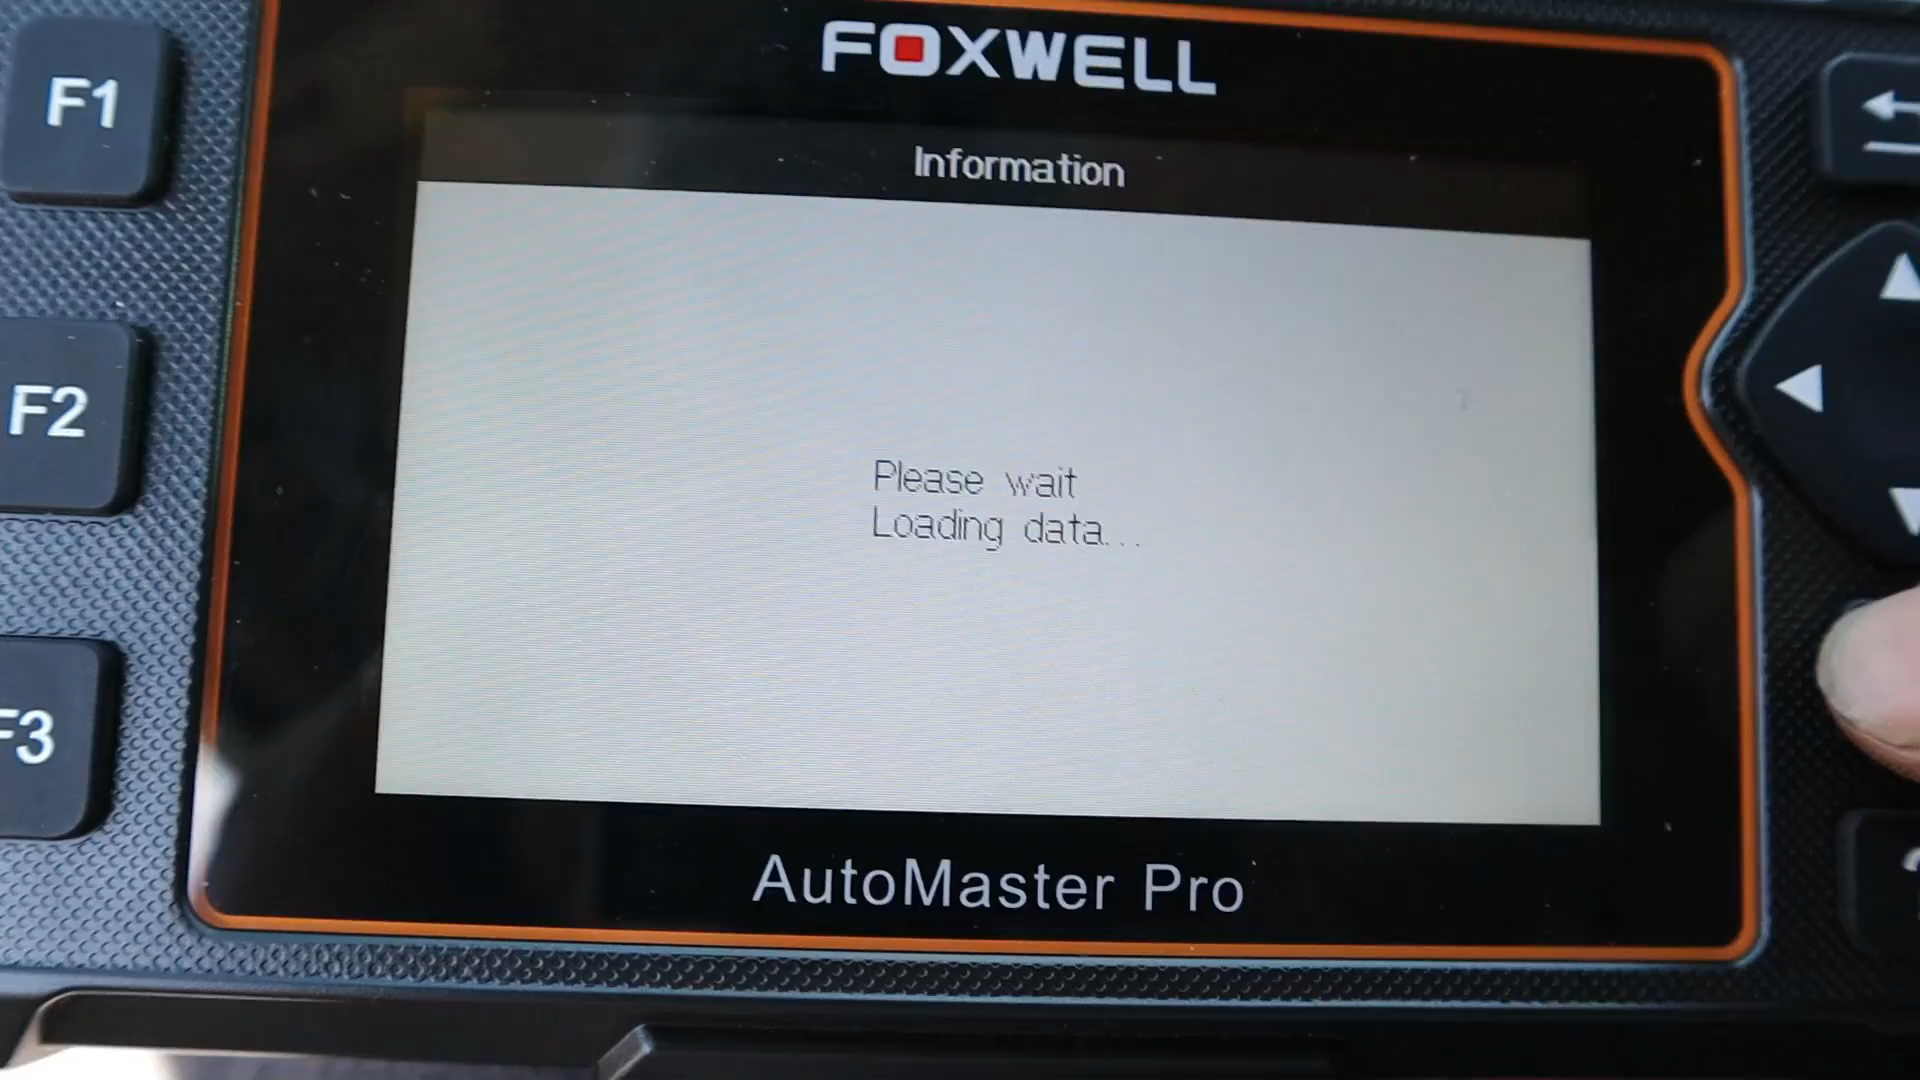 FOXWELL
F1
Information
F2
Please wait
Loading data...
F3
AutoMaster Pro